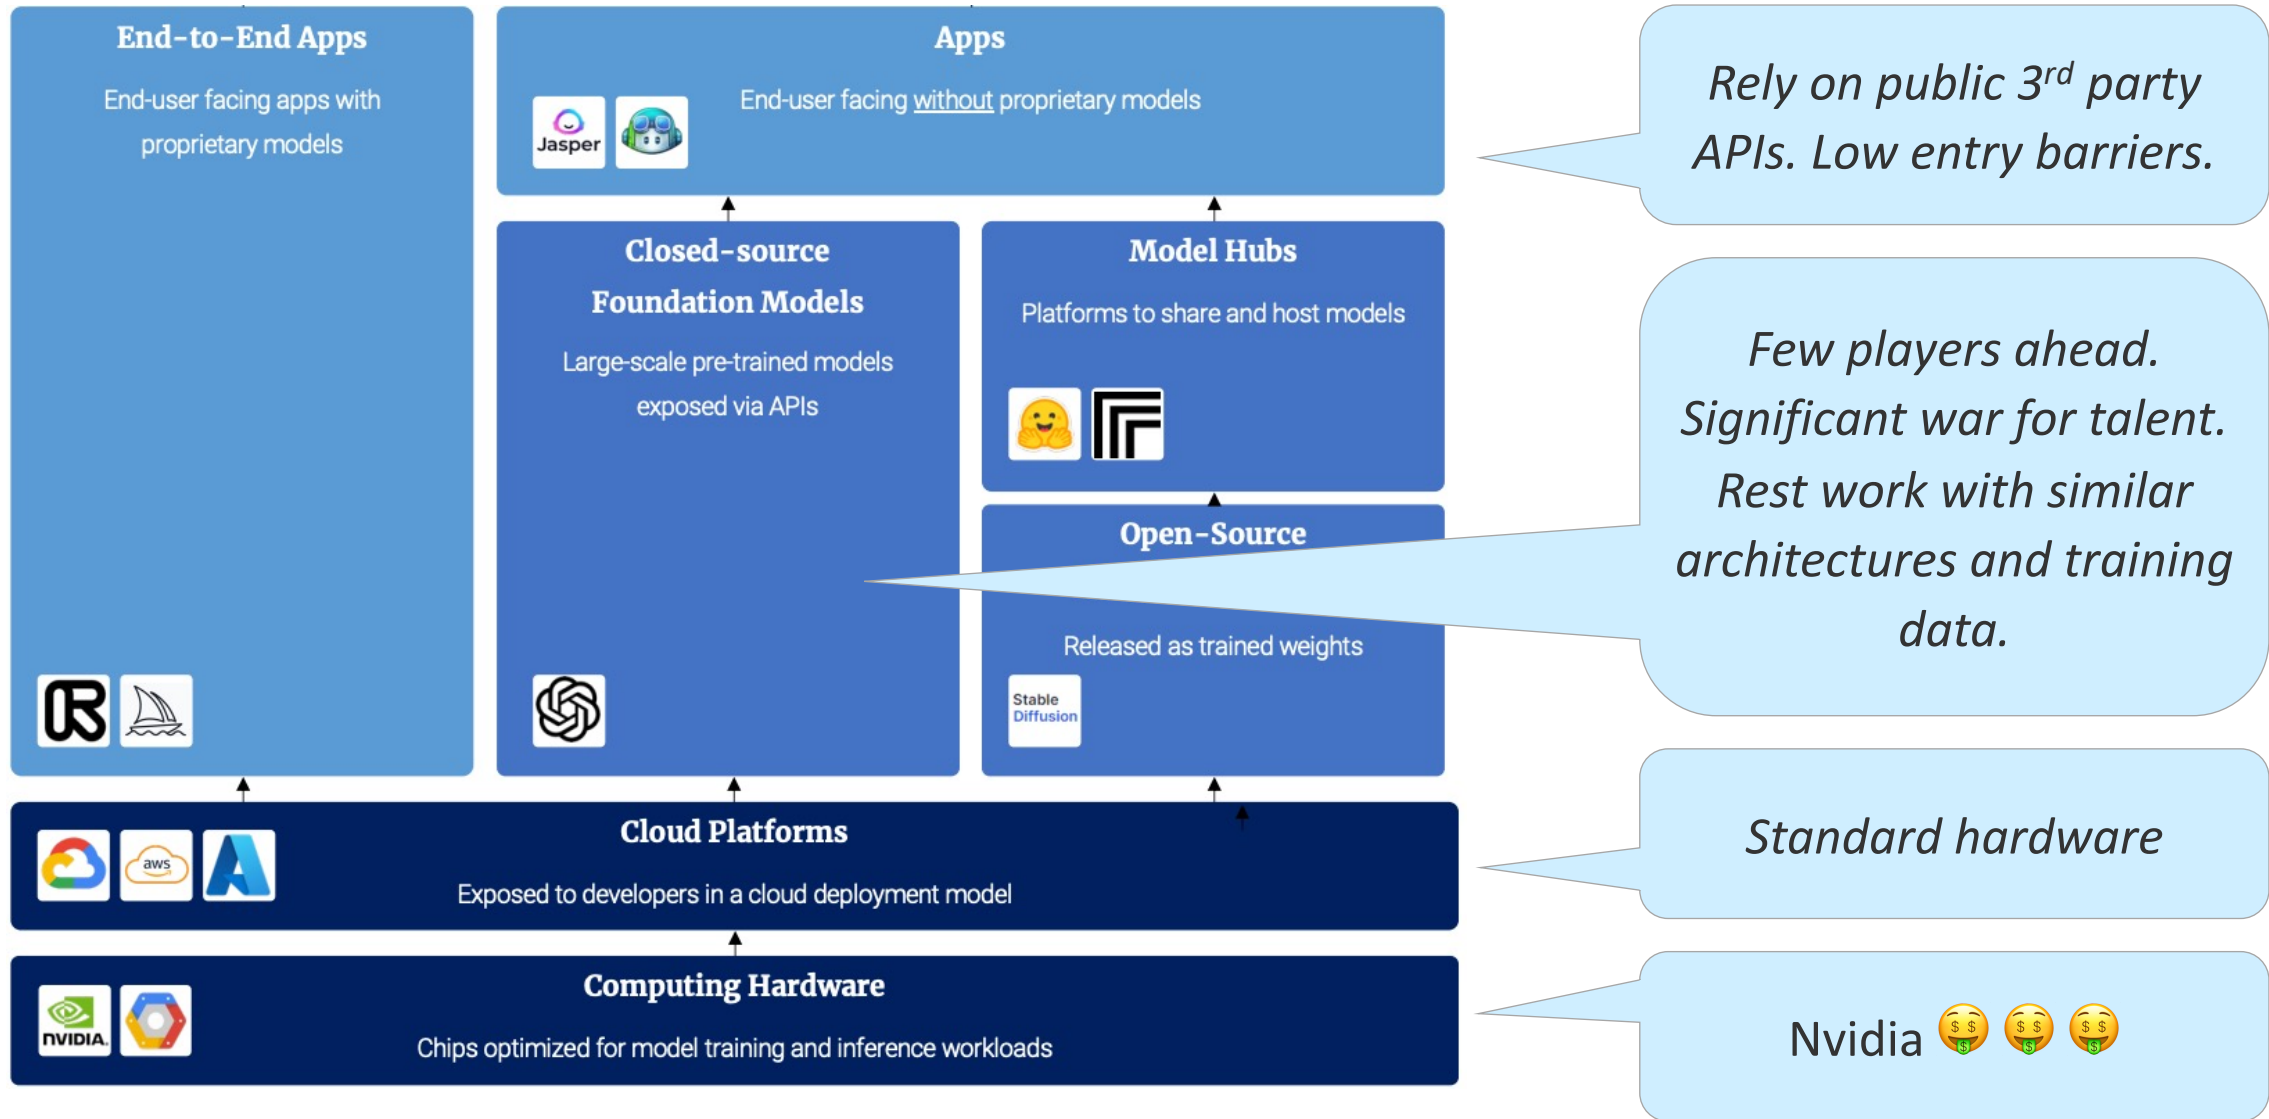 End-to-End Apps
End-user facing apps with
proprietary models
Apps
End-user facing without proprietary models
Jasper
Rely on public 3rd party
APIs. Low entry barriers.
Closed-source
Foundation Models
Large-scale pre-trained models
exposed via APIs
Model Hubs
Platforms to share and host models
Open-Source
Released as trained weights
Stable
Diffusion
Few players ahead.
Significant war for talent.
Rest work with similar
architectures and training
data.
Cloud Platforms
aws
Exposed to developers in a cloud deployment model
Standard hardware
Computing Hardware
NVIDIA.
Chips optimized for model training and inference workloads
Nvidia 🤑 🤑 🤑